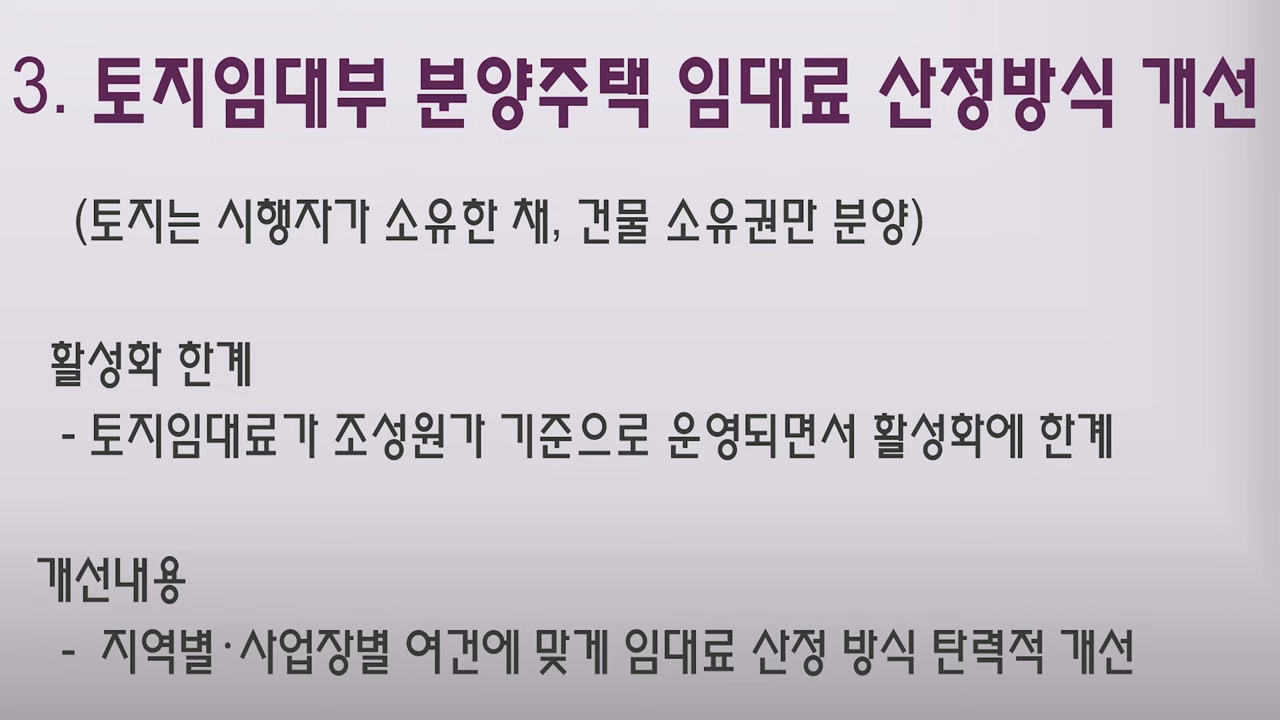 3. 토지임대부 분양주택 임대료 산정방식 개선
(토지는 시행자가 소유한 채, 건물 소유권만 분양)
활성화 한계
- 토지임대료가 조성원가 기준으로 운영되면서 활성화에 한계
개선내용
- 지역별·사업장별 여건에 맞게 임대료 산정 방식 탄력적 개선